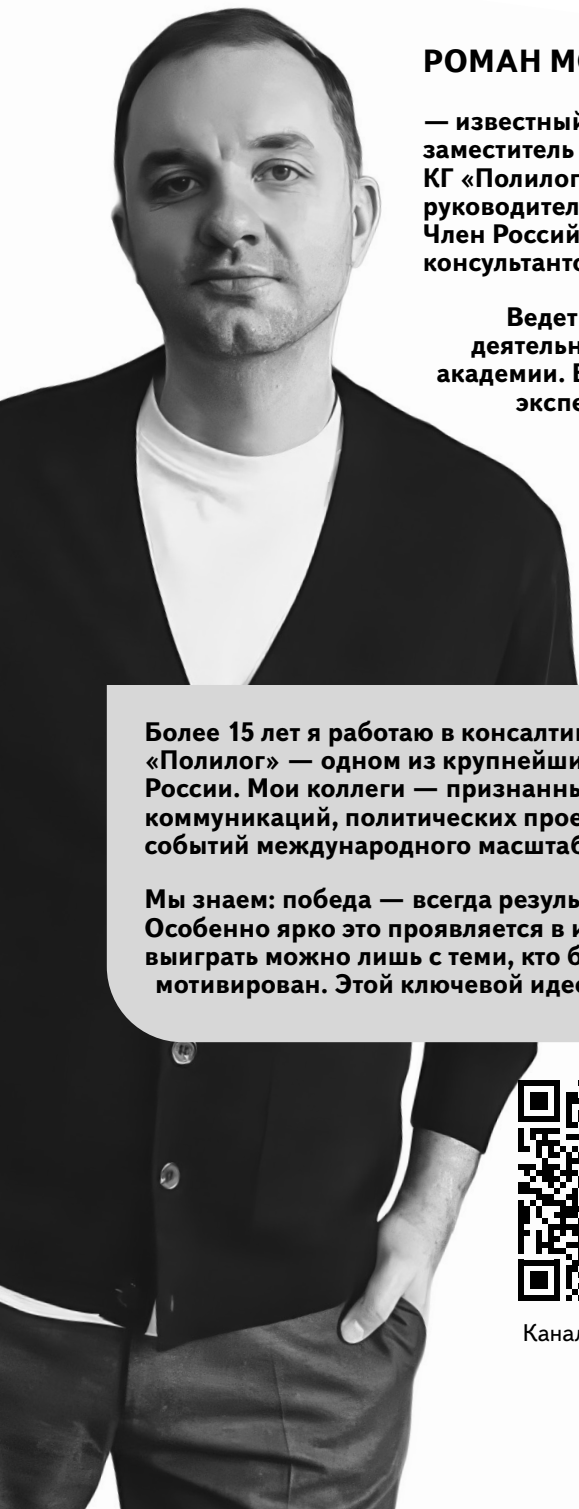 РОМАН МО
— известный
заместитель
КГ «Полилог
руководител
Член Россий
консультанто
Ведет
деятельн
академии. В
экспе
Более 15 лет я работаю в консалтин
«Полилог» — одном из крупнейши
России. Мои коллеги — признанны
коммуникаций, политических прое
событий международного масштаб
Мы знаем: победа — всегда резуль
Особенно ярко это проявляется в и
выиграть можно лишь с теми, кто б
мотивирован. Этой ключевой идее
Канал